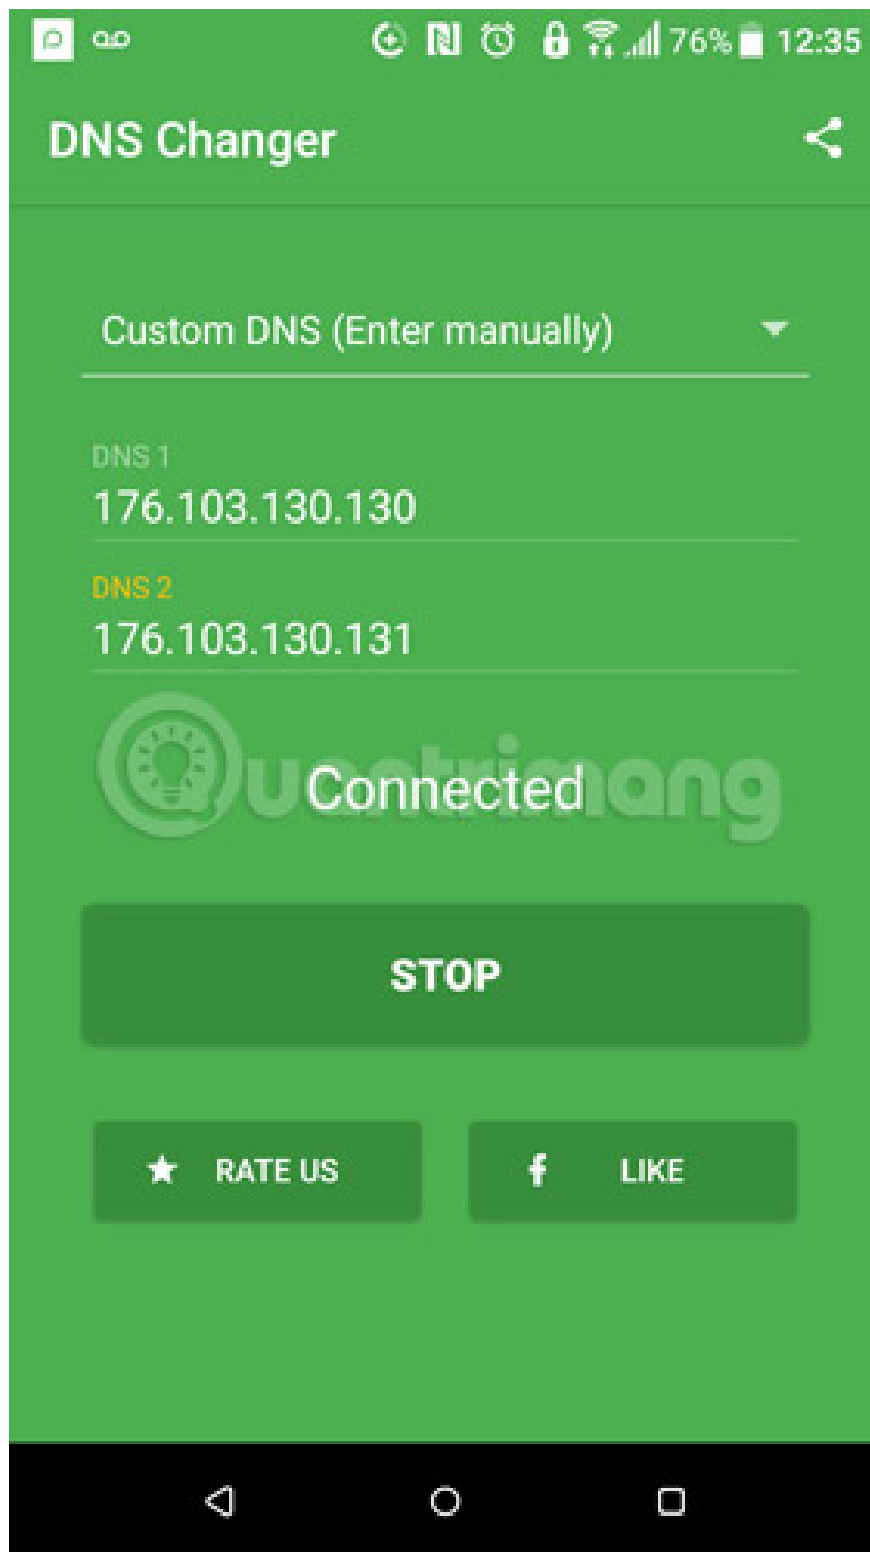 76% 12:35
DNS Changer
Custom DNS (Enter manually)
DNS 1
176.103.130.130
DNS 2
176.103.130.131
Quantrimang
Connected
STOP
RATE US
LIKE